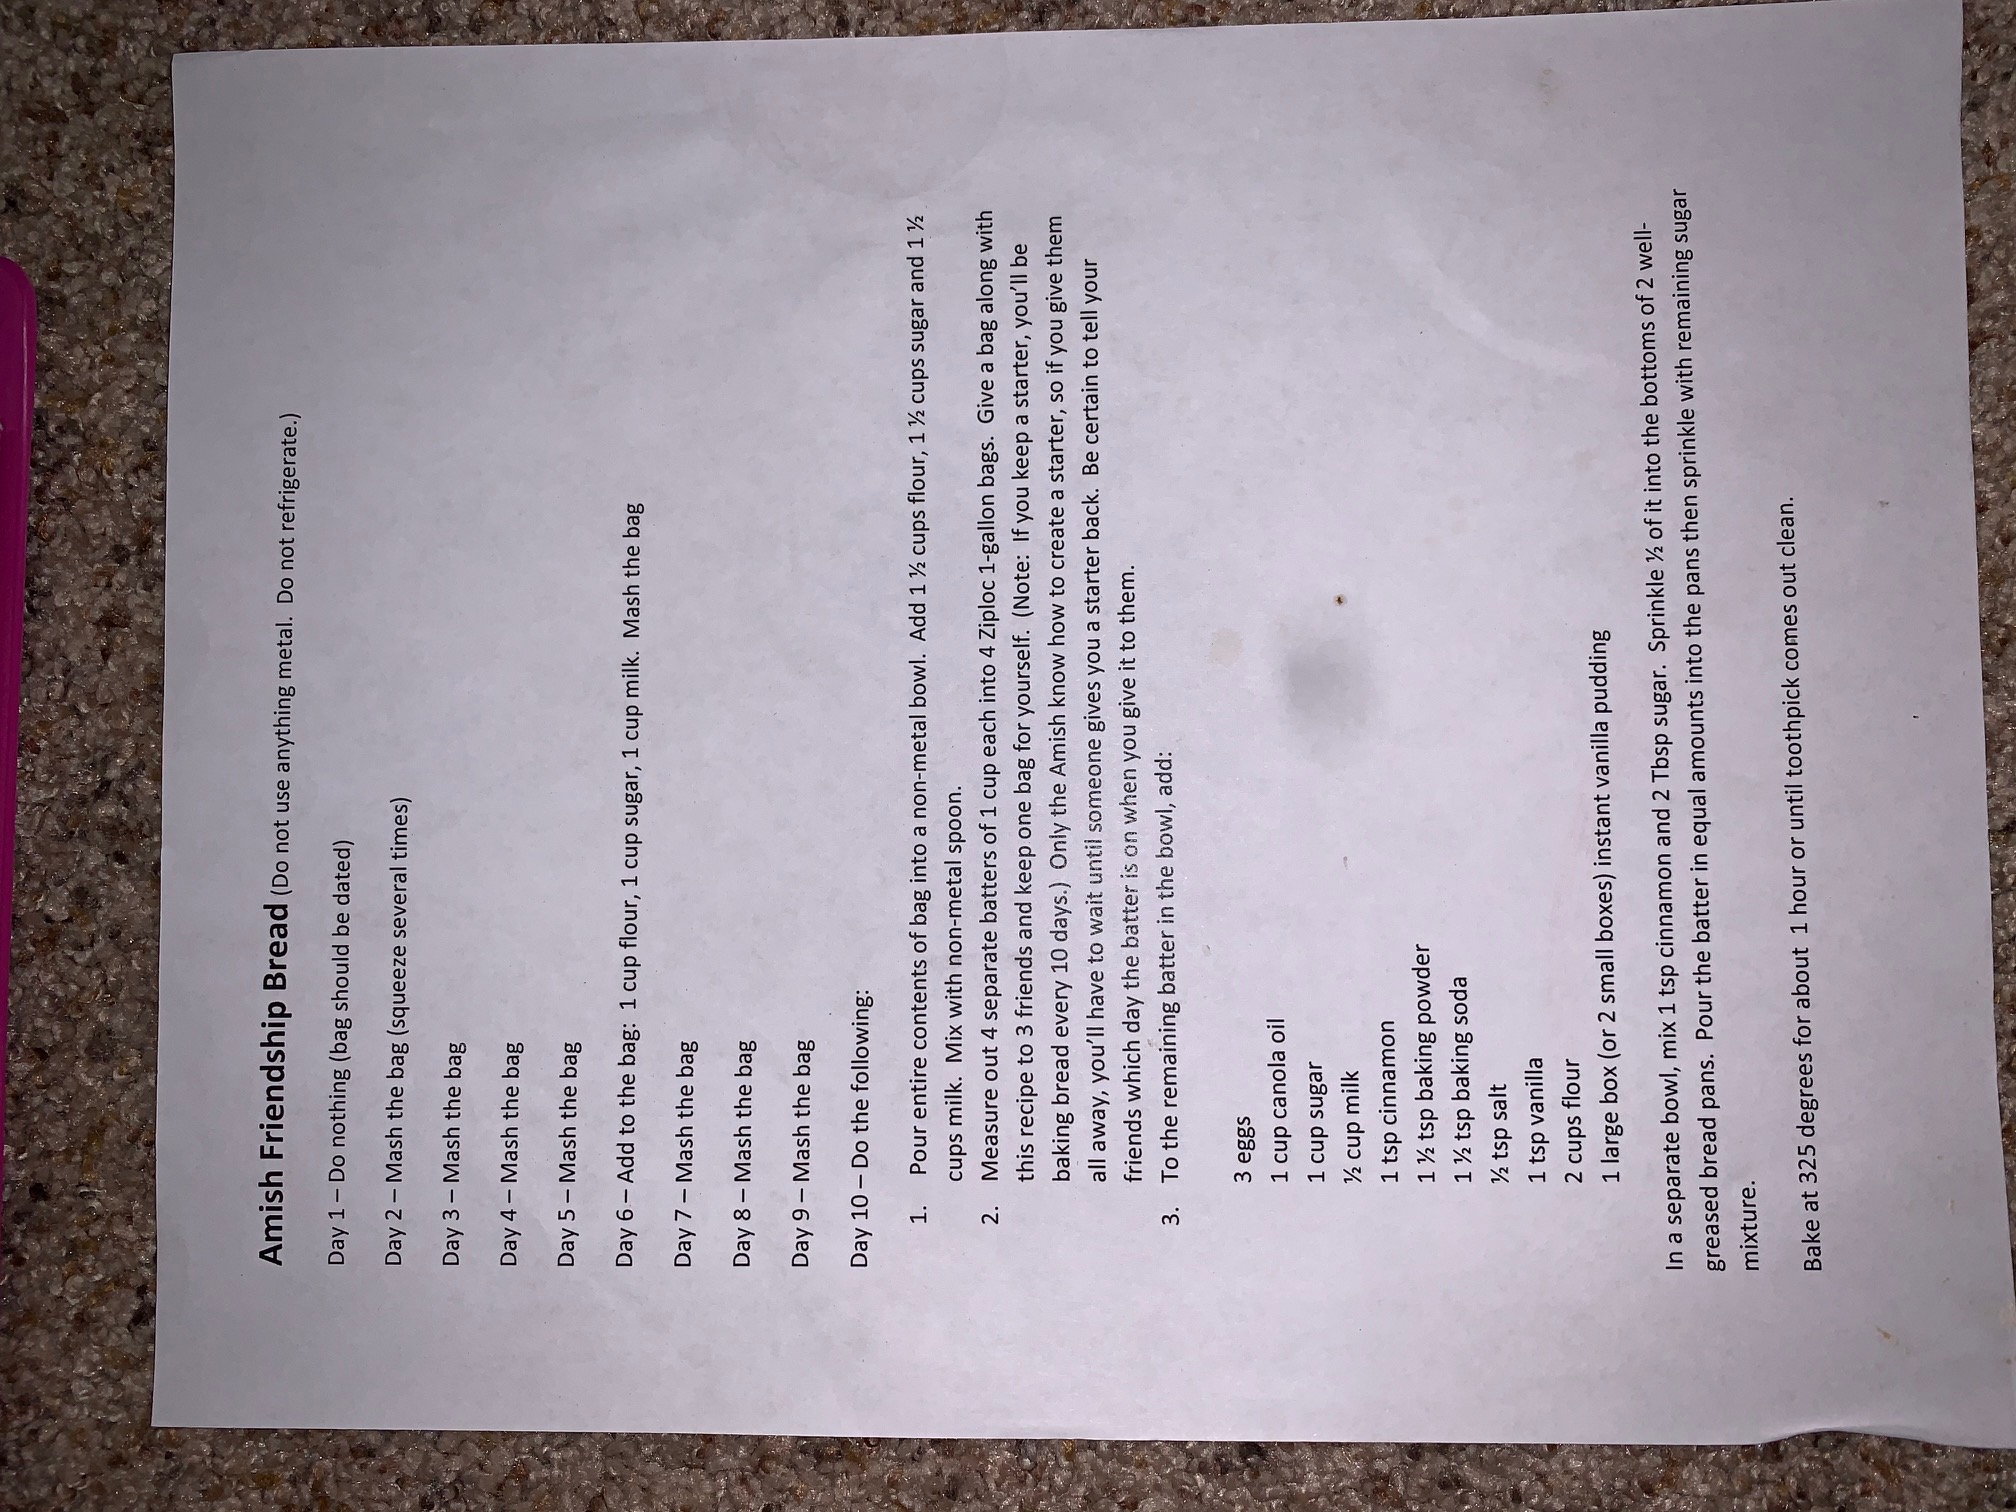 Amish Friendship Bread (Do not use anything metal.  Do not refrigerate.)
Day 1 – Do nothing (bag should be dated)
Day 2 – Mash the bag (squeeze several times)
Day 3 – Mash the bag
Day 4 – Mash the bag
Day 5 – Mash the bag
Day 6 – Add to the bag:  1 cup flour, 1 cup sugar, 1 cup milk.  Mash the bag
Day 7 – Mash the bag
Day 8 – Mash the bag
Day 9 – Mash the bag
Day 10 – Do the following:
1.  Pour entire contents of bag into a non-metal bowl.  Add 1 ½ cups flour, 1 ½ cups sugar and 1 ½
cups milk.  Mix with non-metal spoon.
2.  Measure out 4 separate batters of 1 cup each into 4 Ziploc 1-gallon bags.  Give a bag along with
this recipe to 3 friends and keep one bag for yourself.  (Note:  If you keep a starter, you'll be
baking bread every 10 days.)  Only the Amish know how to create a starter, so if you give them
all away, you'll have to wait until someone gives you a starter back.  Be certain to tell your
friends which day the batter is on when you give it to them.
3.  To the remaining batter in the bowl, add:
3 eggs
1 cup canola oil
1 cup sugar
½ cup milk
1 tsp cinnamon
1 ½ tsp baking powder
1 ½ tsp baking soda
½ tsp salt
1 tsp vanilla
2 cups flour
1 large box (or 2 small boxes) instant vanilla pudding
In a separate bowl, mix 1 tsp cinnamon and 2 Tbsp sugar.  Sprinkle ½ of it into the bottoms of 2 well-
greased bread pans.  Pour the batter in equal amounts into the pans then sprinkle with remaining sugar
mixture.
Bake at 325 degrees for about  1 hour or until toothpick comes out clean.